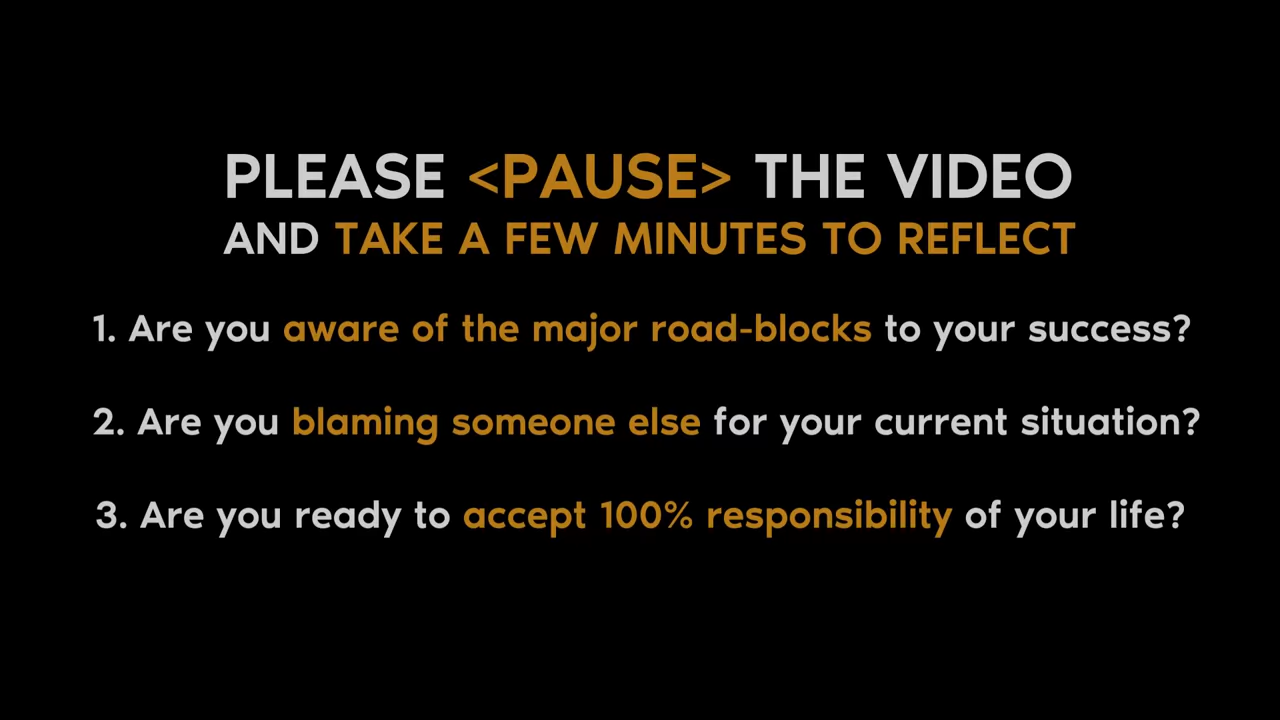 PLEASE <PAUSE> THE VIDEO
AND TAKE A FEW MINUTES TO REFLECT
1. Are you aware of the major road-blocks to your success?
2. Are you blaming someone else for your current situation?
3. Are you ready to accept 100% responsibility of your life?